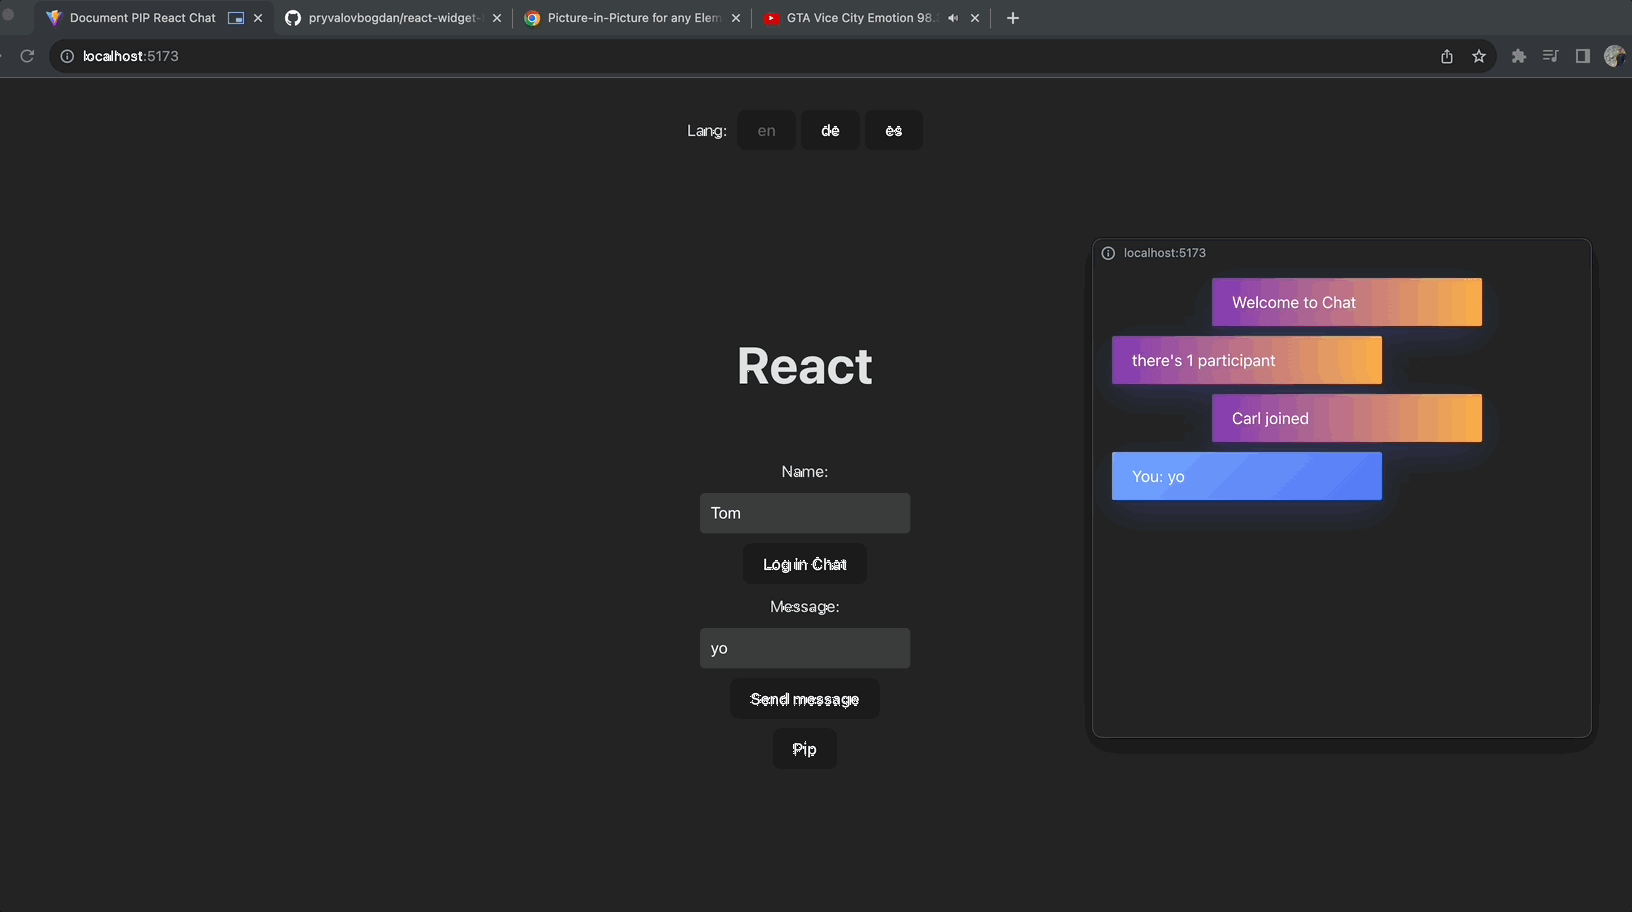 Document PIP React Chat
pryvalovbogdan/react-widget-
Picture-in-Picture for any Elem
GTA Vice City Emotion 98.
localhost:5173
Lang: en de es
localhost:5173
Welcome to Chat
there's 1 participant
Carl joined
You: yo
React
Name:
Tom
Log in Chat
Message:
yo
Send message
Pip